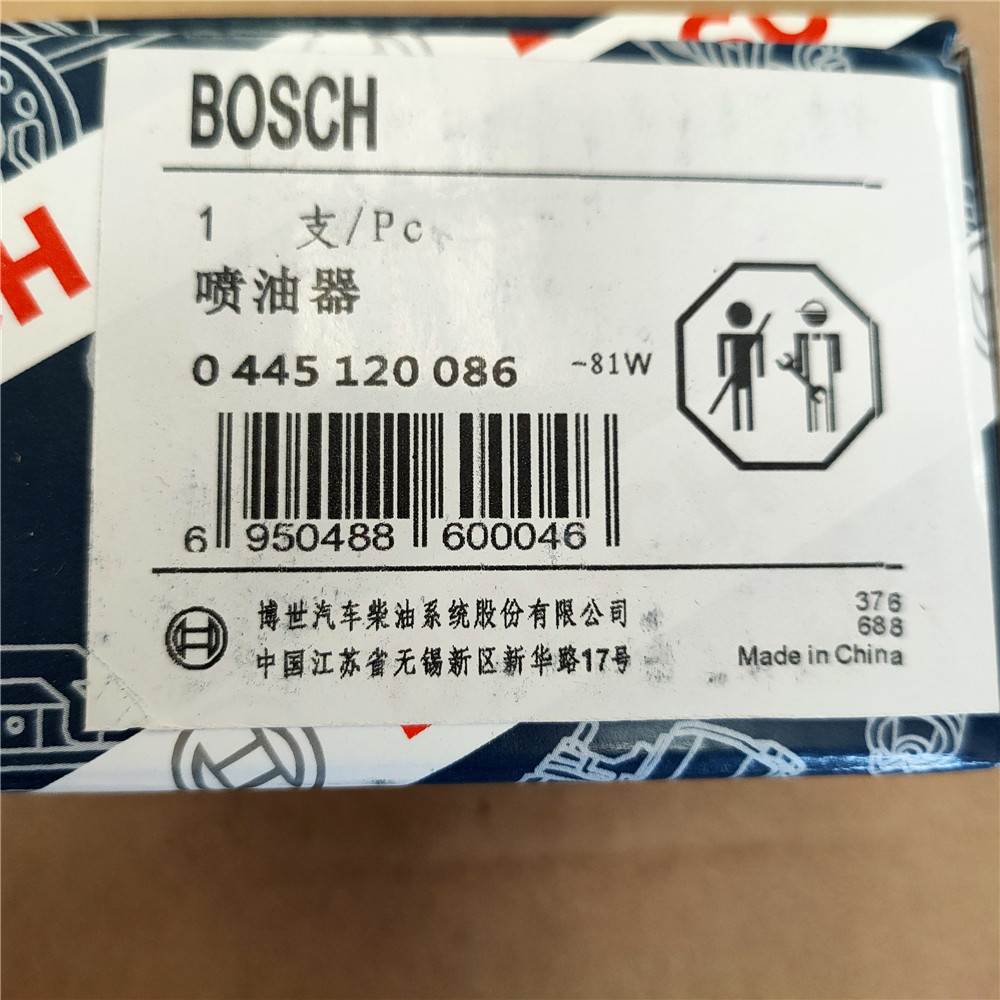 BOSCH
1 支/Pc
喷油器
0 445 120 086 ~81W
6 950488 600046
博世汽车柴油系统股份有限公司
中国江苏省无锡新区新华路17号
376
688
Made in China